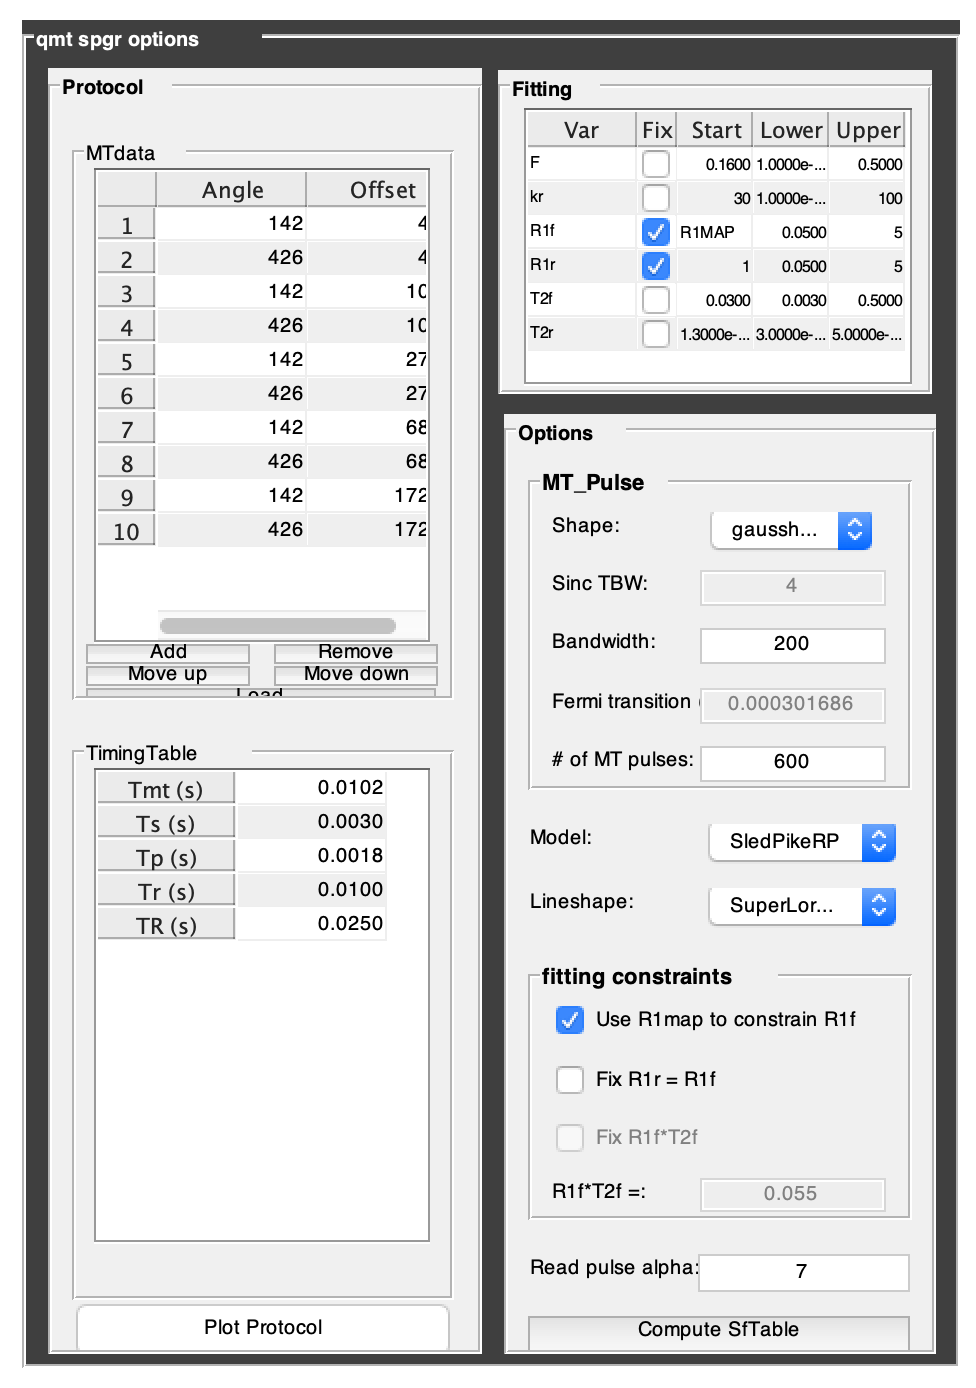 qmt spgr options
Protocol
MTdata
Angle Offset
1 142 4
2 426 4
3 142 10
4 426 10
5 142 27
6 426 27
7 142 68
8 426 68
9 142 172
10 426 172
Add Remove
Move up Move down
Load
TimingTable
Tmt (s) 0.0102
Ts (s) 0.0030
Tp (s) 0.0018
Tr (s) 0.0100
TR (s) 0.0250
Plot Protocol
Fitting
Var Fix Start Lower Upper
F 0.1600 1.0000e-... 0.5000
kr 30 1.0000e-... 100
R1f R1MAP 0.0500 5
R1r 1 0.0500 5
T2f 0.0300 0.0030 0.5000
T2r 1.3000e-... 3.0000e-... 5.0000e-...
Options
MT_Pulse
Shape: gaussh...
Sinc TBW: 4
Bandwidth: 200
Fermi transition 0.000301686
# of MT pulses: 600
Model: SledPikeRP
Lineshape: SuperLor...
fitting constraints
Use R1map to constrain R1f
Fix R1r = R1f
Fix R1f*T2f
R1f*T2f =: 0.055
Read pulse alpha: 7
Compute SfTable